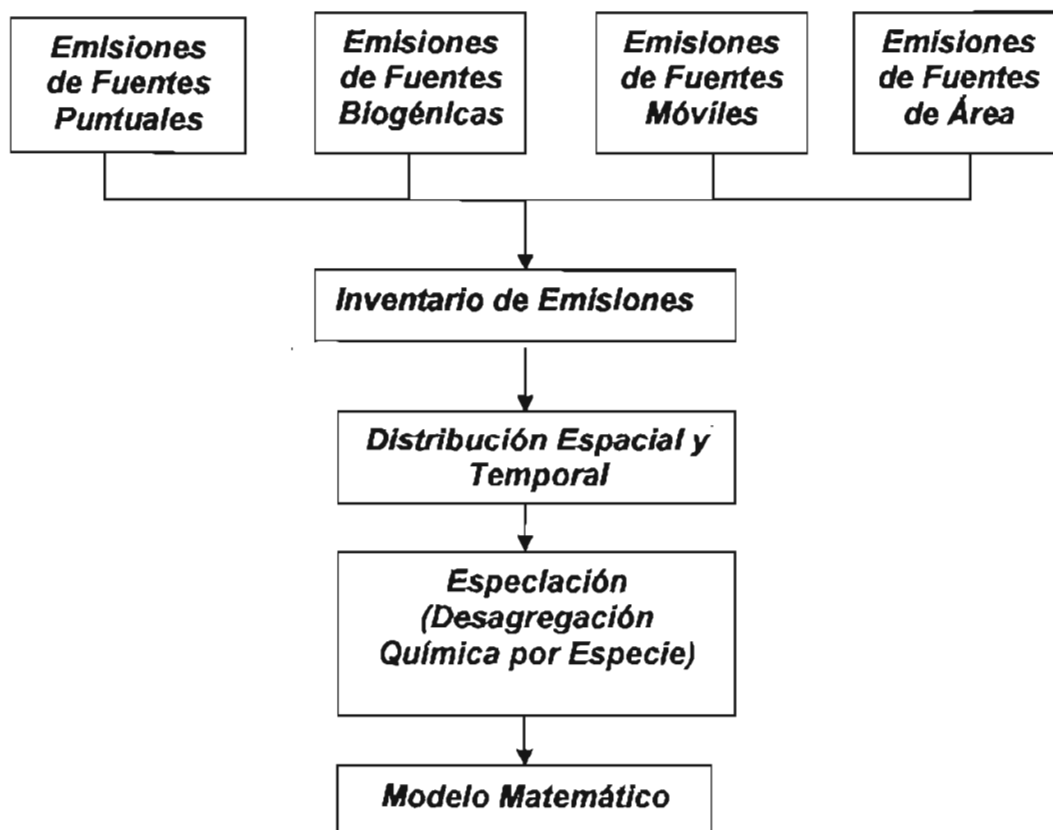 Emisiones
de Fuentes
Puntuales
Emisiones
de Fuentes
Biogénicas
Emisiones
de Fuentes
Móviles
Emisiones
de Fuentes
de Área
Inventario de Emisiones
Distribución Espacial y
Temporal
Especiación
(Desagregación
Química por Especie)
Modelo Matemático